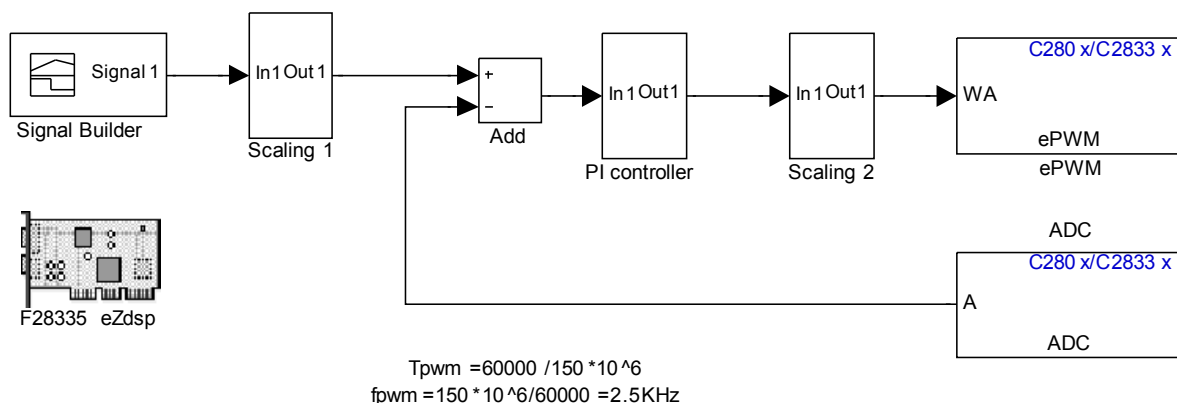 Signal 1
Signal Builder
In1 Out1
Scaling 1
+
−
Add
In1 Out1
PI controller
In1 Out1
Scaling 2
C280 x/C2833 x
WA
ePWM
ePWM
ADC
C280 x/C2833 x
A
ADC
F28335 eZdsp
Tpwm =60000 /150 *10 ^6
fpwm =150 *10 ^6/60000 =2.5KHz